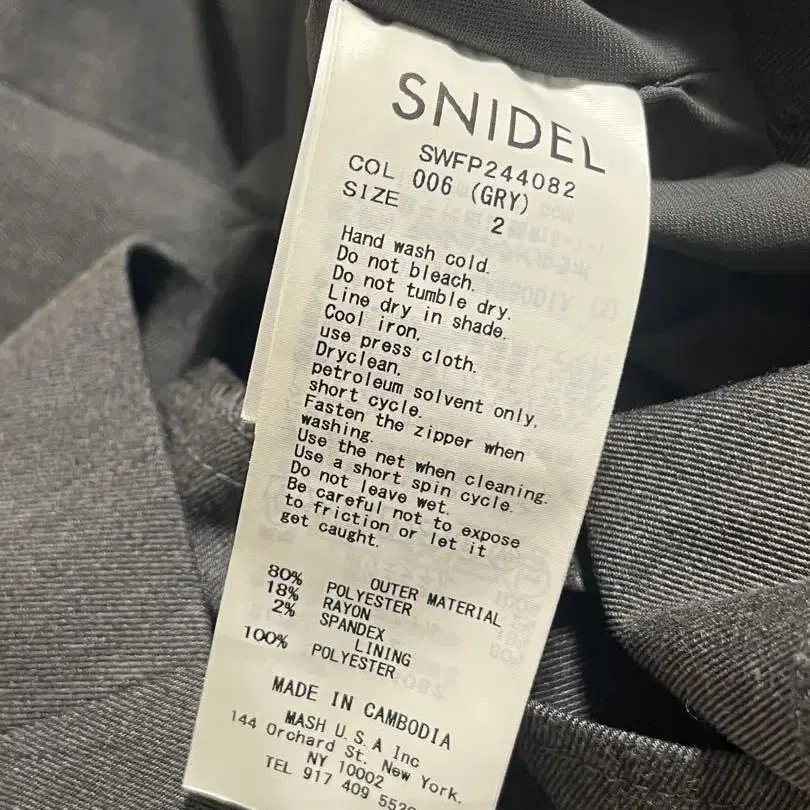 SNIDEL
SWFP244082
COL 006 (GRY)
SIZE 2
Hand wash cold.
Do not bleach.
Do not tumble dry.
Line dry in shade.
Cool iron,
use press cloth.
Dryclean,
petroleum solvent only,
short cycle.
Fasten the zipper when
washing.
Use the net when cleaning.
Use a short spin cycle.
Do not leave wet.
Be careful not to expose
to friction or let it
get caught.
OUTER MATERIAL
80% POLYESTER
18% RAYON
2% SPANDEX
LINING
100% POLYESTER
MADE IN CAMBODIA
MASH U.S.A Inc
144 Orchard St. New York.
NY 10002
TEL 917 409